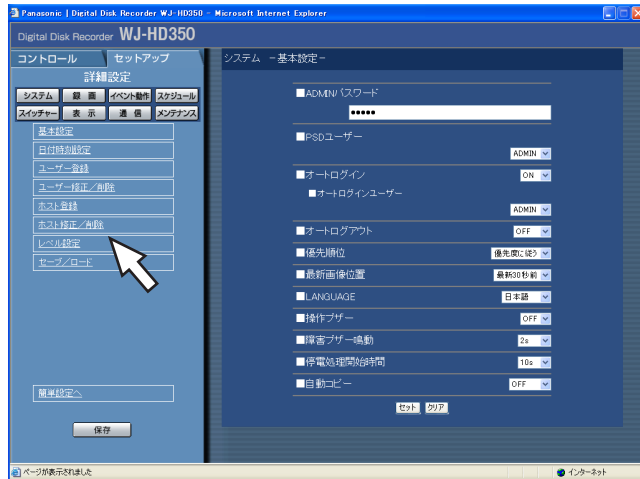 Panasonic | Digital Disk Recorder WJ-HD350 - Microsoft Internet Explorer
Digital Disk Recorder WJ-HD350
コントロール セットアップ
詳細設定
システム 録 画 イベント動作 スケジュール
スイッチャー 表 示 通 信 メンテナンス
基本設定
日付時刻設定
ユーザー登録
ユーザー修正／削除
ホスト登録
ホスト修正／削除
レベル設定
セーブ／ロード
簡単設定へ
保存
システム －基本設定－
■ADMINパスワード
●●●●●
■PSDユーザー
ADMIN
■オートログイン ON
■オートログインユーザー
ADMIN
■オートログアウト OFF
■優先順位 優先度に従う
■最新画像位置 最新30秒前
■LANGUAGE 日本語
■操作ブザー OFF
■障害ブザー鳴動 2s
■停電処理開始時間 10s
■自動コピー OFF
セット クリア
ページが表示されました インターネット